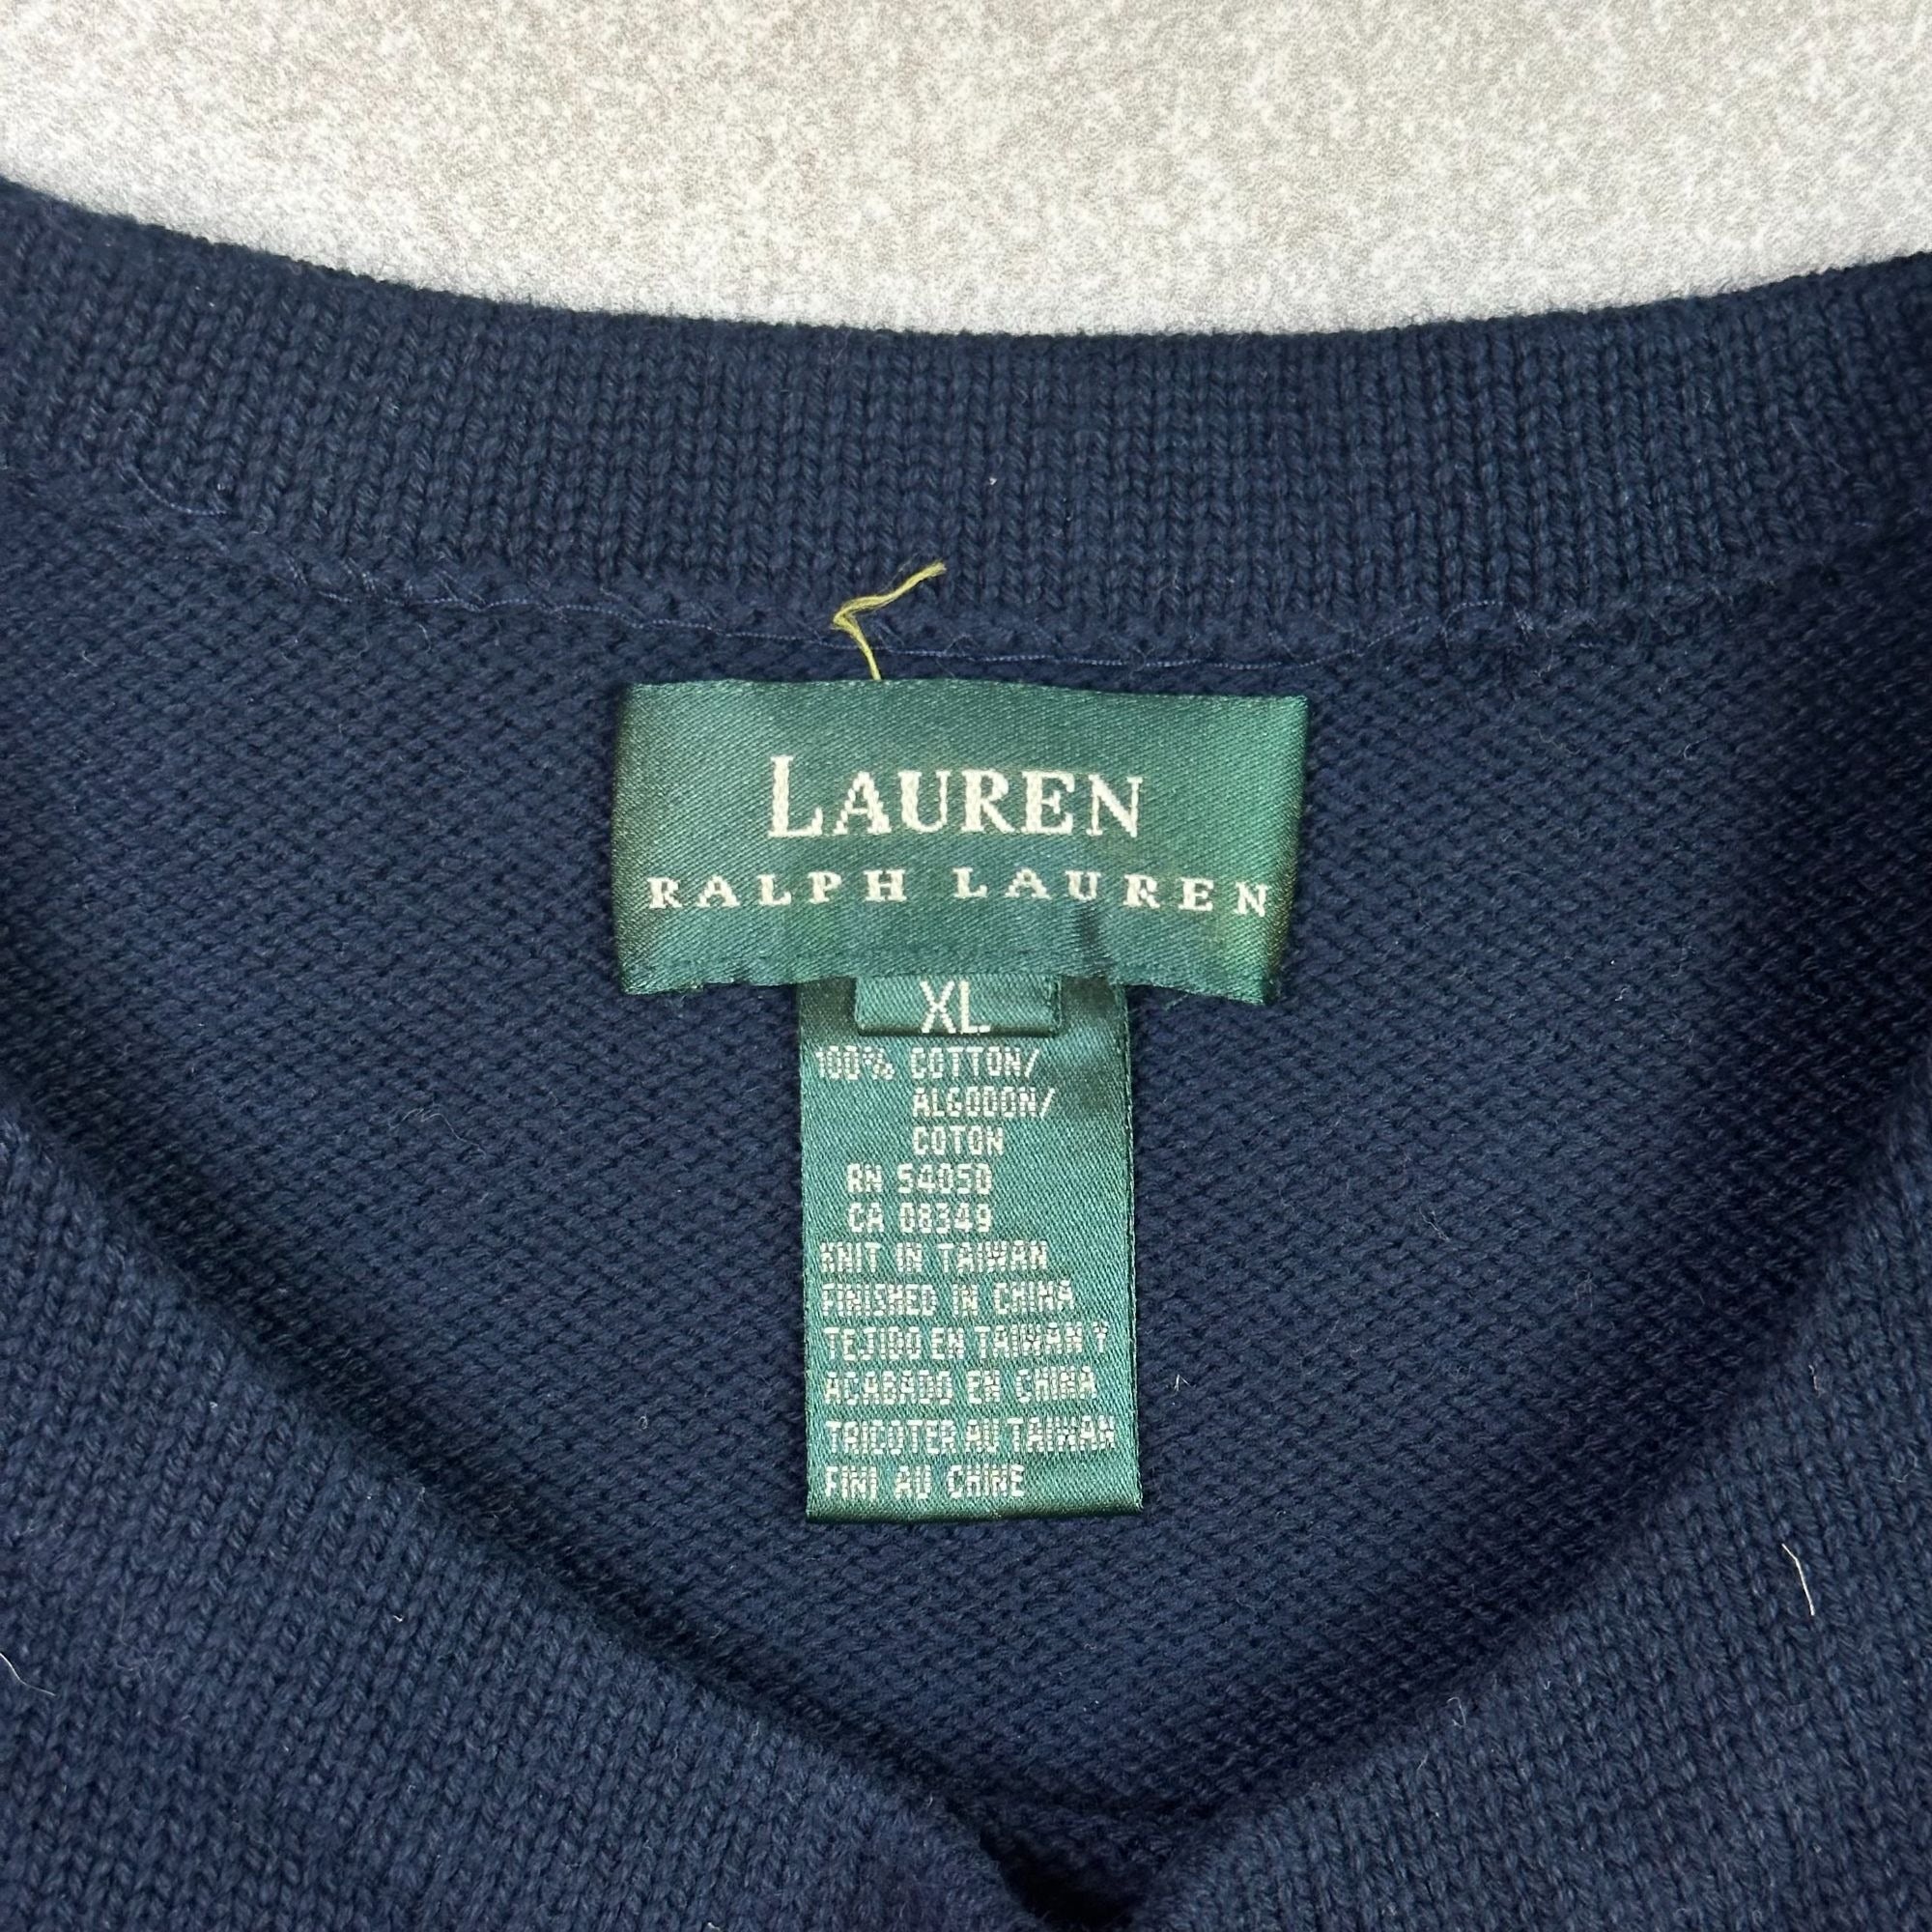 LAUREN
RALPH LAUREN
XL
100% COTTON/
ALGODON/
COTON
RN 54050
CA 08349
KNIT IN TAIWAN
FINISHED IN CHINA
TEJIDO EN TAIWAN Y
ACABADO EN CHINA
TRICOTER AU TAIWAN
FINI AU CHINE